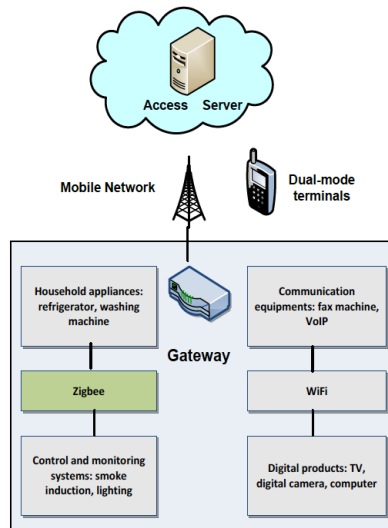 Access Server
Mobile Network
Dual-mode
terminals
Household appliances:
refrigerator, washing
machine
Communication
equipments: fax machine,
VoIP
Gateway
Zigbee
WiFi
Control and monitoring
systems: smoke
induction, lighting
Digital products: TV,
digital camera, computer